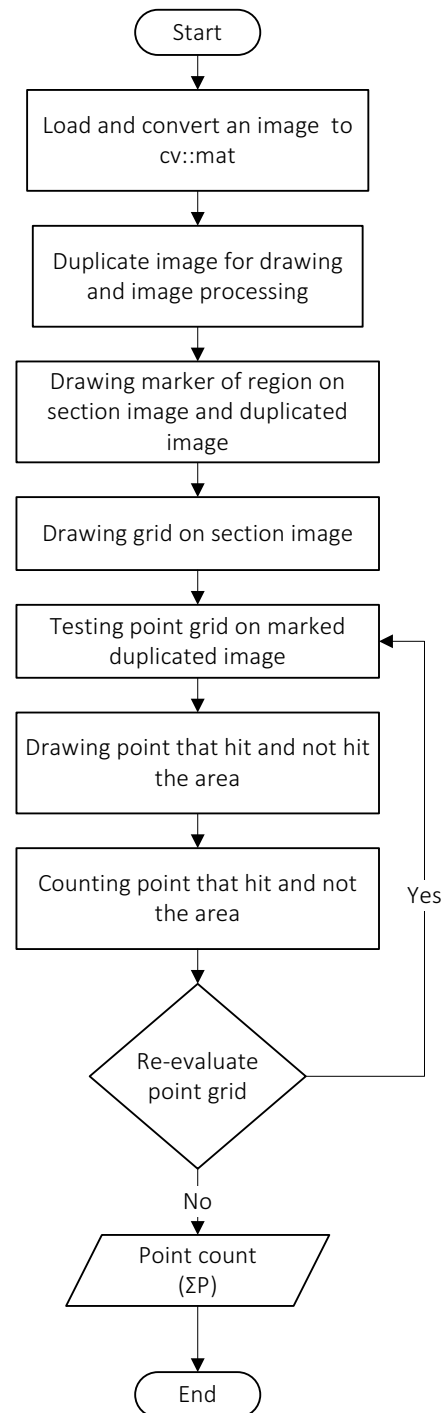 Start
Load and convert an image to
cv::mat
Duplicate image for drawing
and image processing
Drawing marker of region on
section image and duplicated
image
Drawing grid on section image
Testing point grid on marked
duplicated image
Drawing point that hit and not hit
the area
Counting point that hit and not
the area
Yes
Re-evaluate
point grid
No
Point count
(ΣP)
End